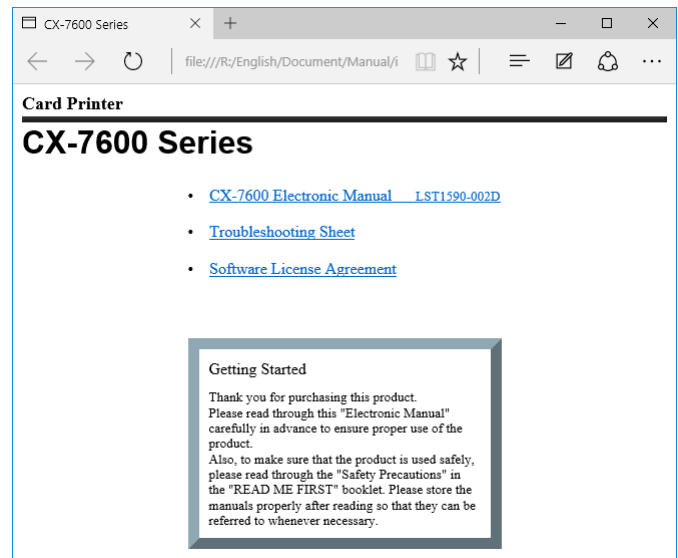 CX-7600 Series
file:///R:/English/Document/Manual/i
Card Printer
CX-7600 Series
• CX-7600 Electronic Manual LST1590-002D
• Troubleshooting Sheet
• Software License Agreement
Getting Started
Thank you for purchasing this product.
Please read through this "Electronic Manual"
carefully in advance to ensure proper use of the
product.
Also, to make sure that the product is used safely,
please read through the "Safety Precautions" in
the "READ ME FIRST" booklet. Please store the
manuals properly after reading so that they can be
referred to whenever necessary.